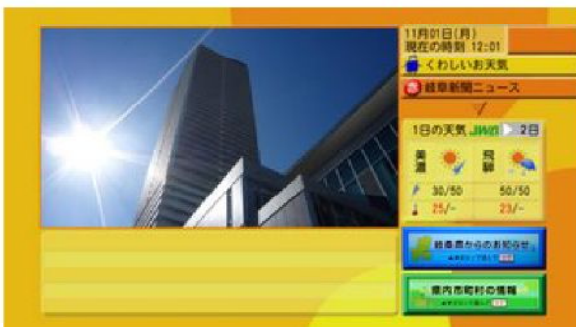 11月01日(月)
現在の時刻 12:01
くわしいお天気
赤 岐阜新聞ニュース
1日の天気 JWA 2日
美濃 飛騨
30/50 50/50
25/- 23/-
岐阜県からのお知らせ
県内市町村の情報